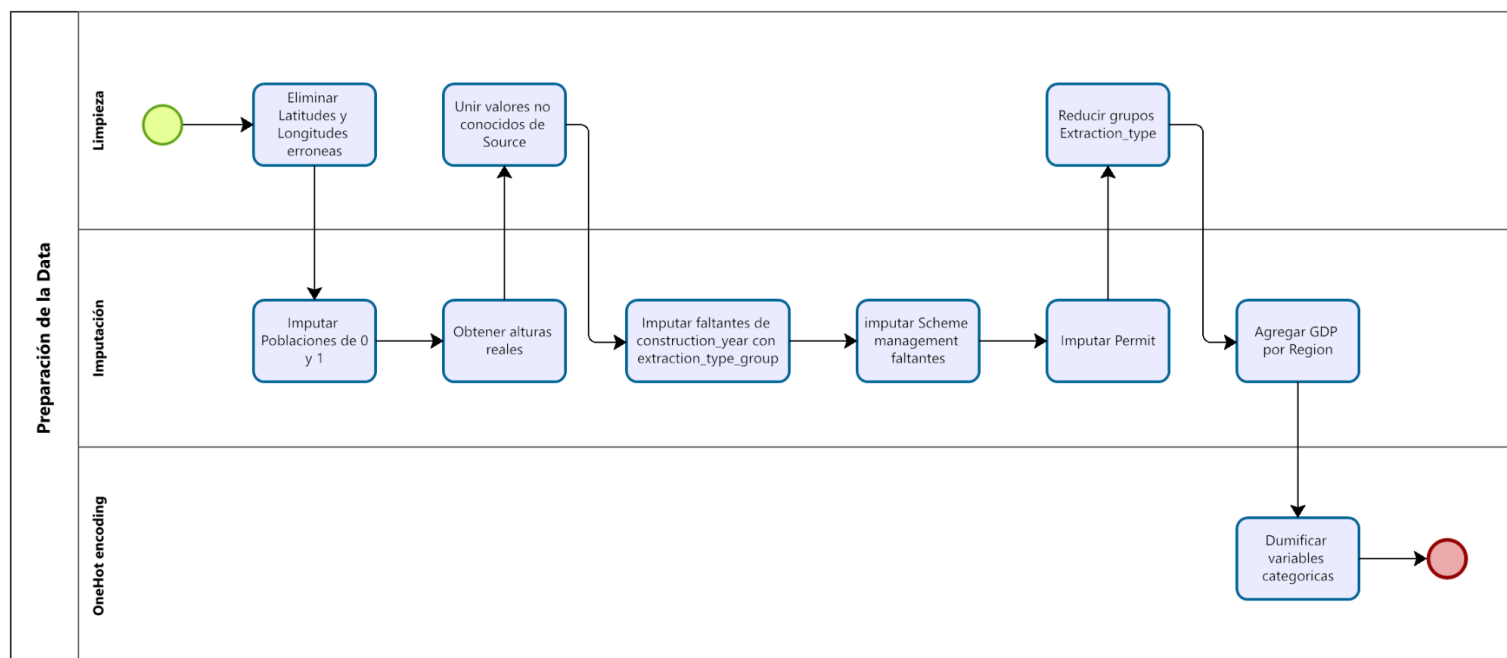 Preparación de la Data
Limpieza
Eliminar
Latitudes y
Longitudes
erroneas
Unir valores no
conocidos de
Source
Reducir grupos
Extraction_type
Imputación
Imputar
Poblaciones de 0
y 1
Obtener alturas
reales
Imputar faltantes de
construction_year con
extraction_type_group
imputar Scheme
management
faltantes
Imputar Permit
Agregar GDP
por Region
OneHot encoding
Dumificar
variables
categoricas